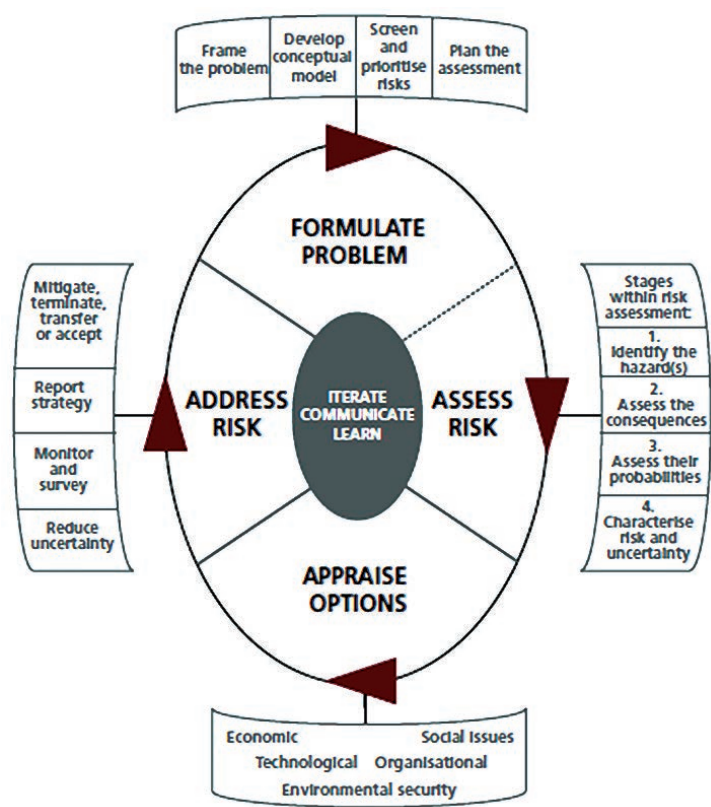 Frame
the problem
Develop
conceptual
model
Screen
and
prioritise
risks
Plan the
assessment
FORMULATE
PROBLEM
Mitigate,
terminate,
transfer
or accept
Report
strategy
Monitor
and
survey
Reduce
uncertainty
ADDRESS
RISK
ITERATE
COMMUNICATE
LEARN
ASSESS
RISK
Stages
within risk
assessment:
1.
Identify the
hazard(s)
2.
Assess the
consequences
3.
Assess their
probabilities
4.
Characterise
risk and
uncertainty
APPRAISE
OPTIONS
Economic Social issues
Technological Organisational
Environmental security